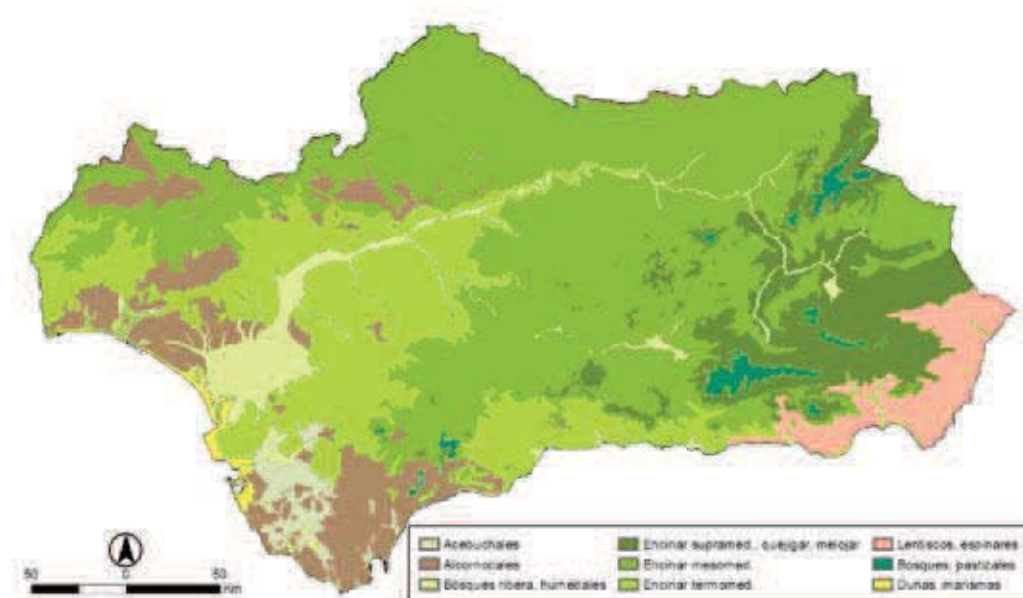 Acebuchales
Alcornocales
Bosques ribera, humedales
Encinar supramed., quejigar, melojar
Encinar mesomed.
Encinar termomed.
Lentiscos, espinares
Bosques, pastizales
Dunas, marismas
50 0 50
Km